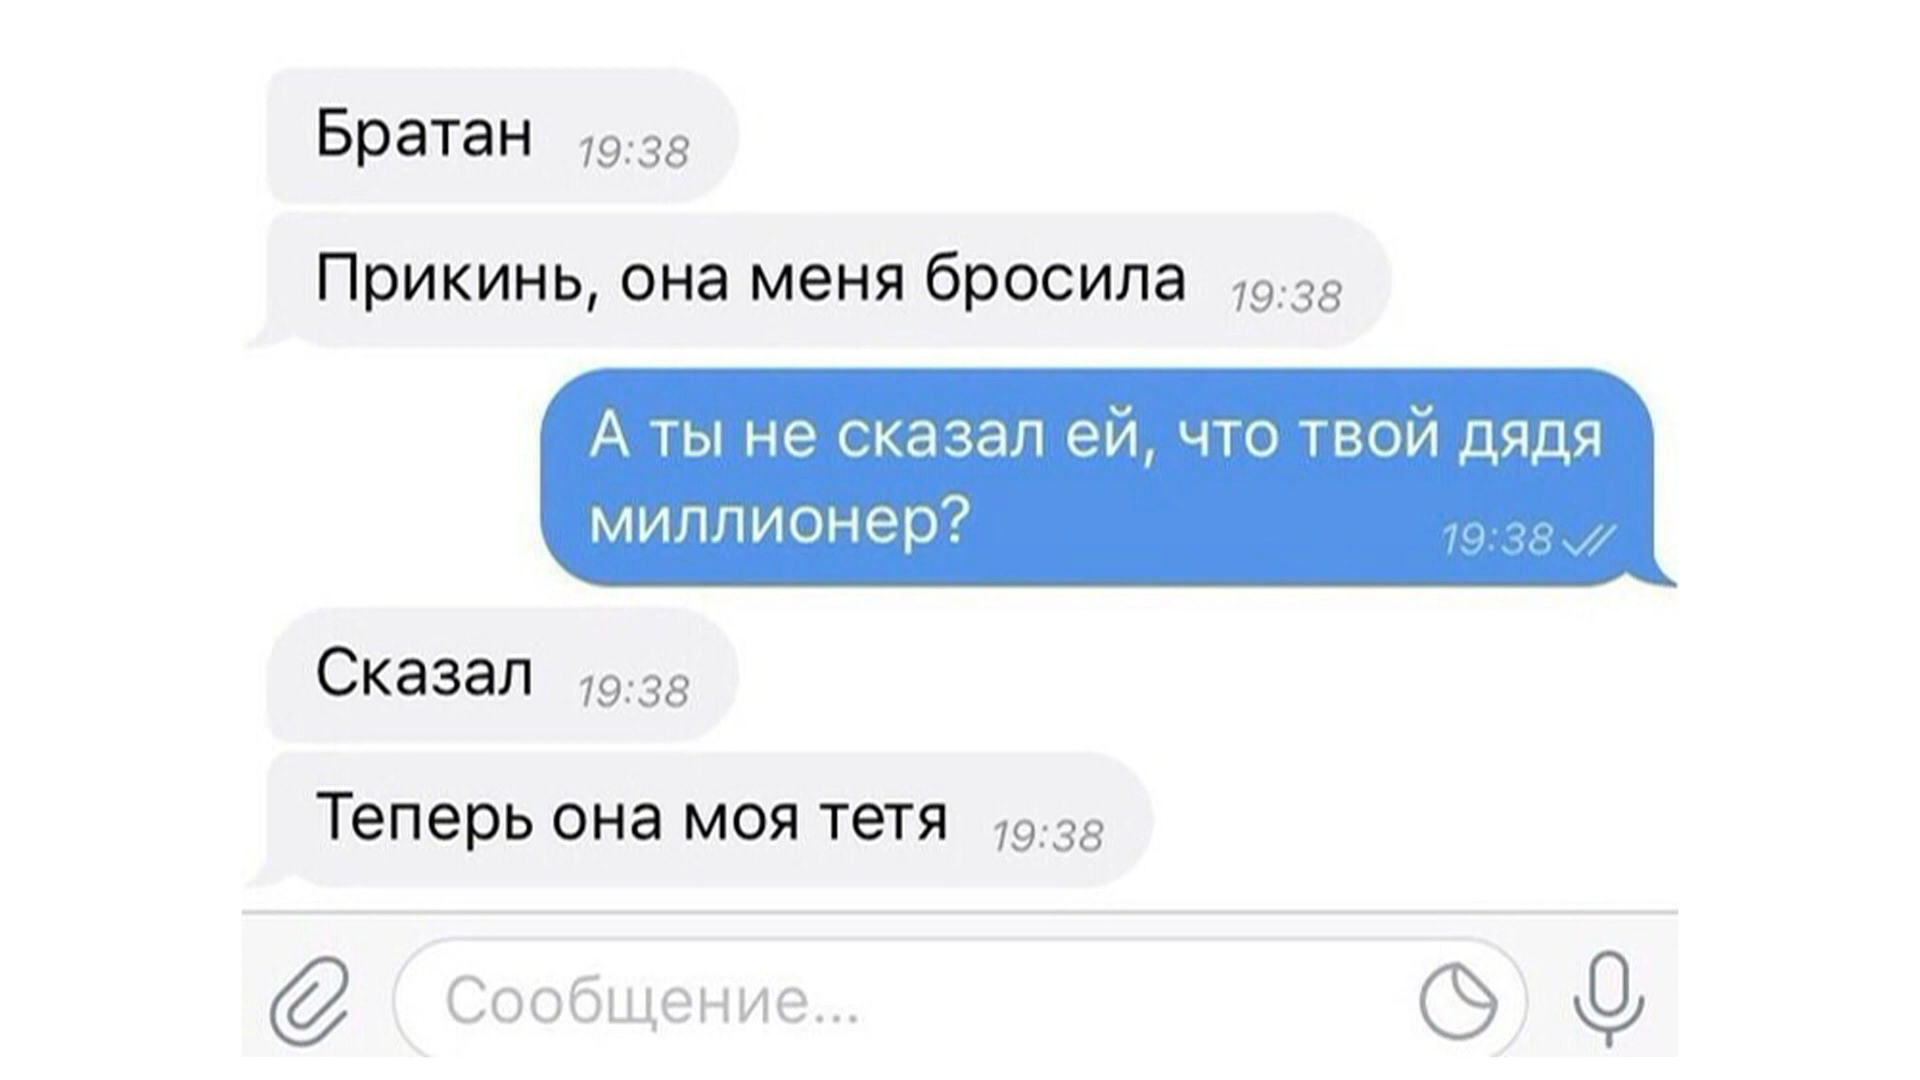 Братан 19:38
Прикинь, она меня бросила 19:38
А ты не сказал ей, что твой дядя
миллионер? 19:38
Сказал 19:38
Теперь она моя тетя 19:38
Сообщение...